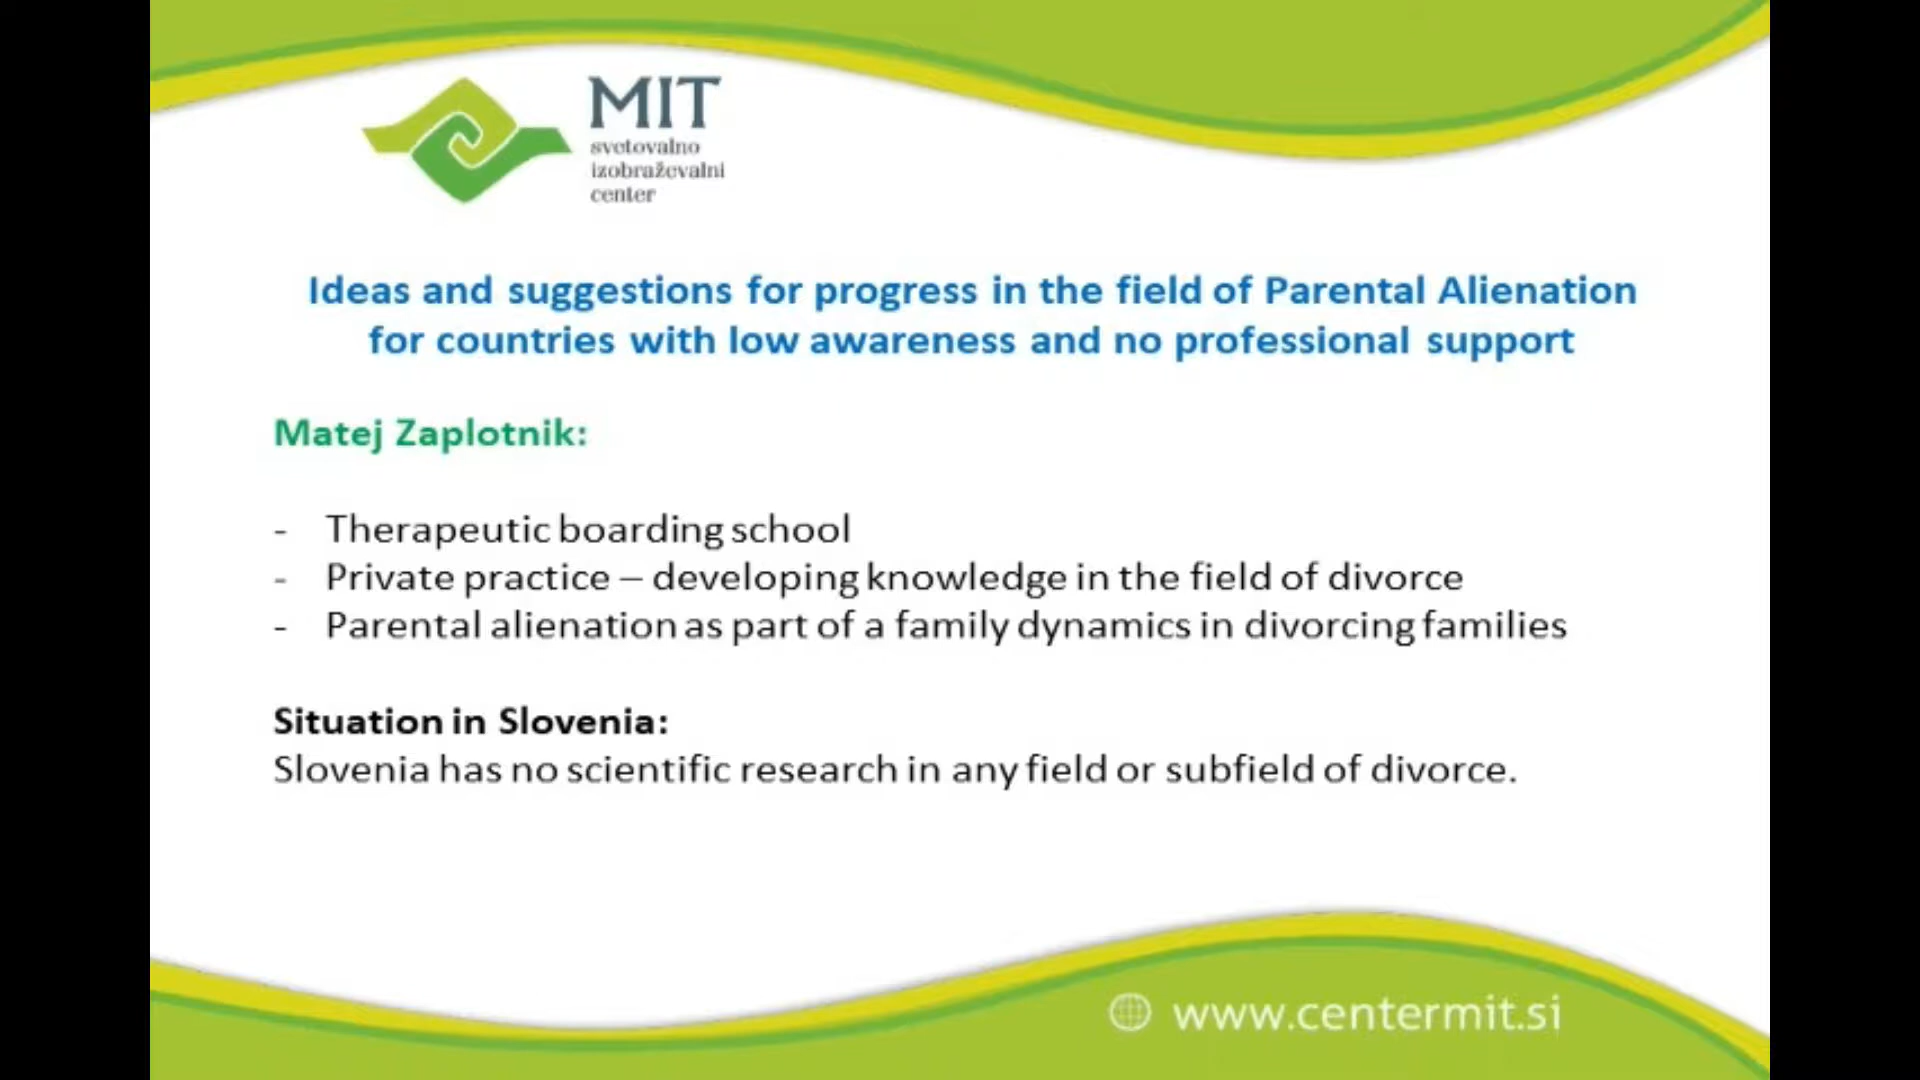 MIT
svetovalno
izobraževalni
center
Ideas and suggestions for progress in the field of Parental Alienation
for countries with low awareness and no professional support
Matej Zaplotnik:
- Therapeutic boarding school
- Private practice – developing knowledge in the field of divorce
- Parental alienation as part of a family dynamics in divorcing families
Situation in Slovenia:
Slovenia has no scientific research in any field or subfield of divorce.
www.centermit.si